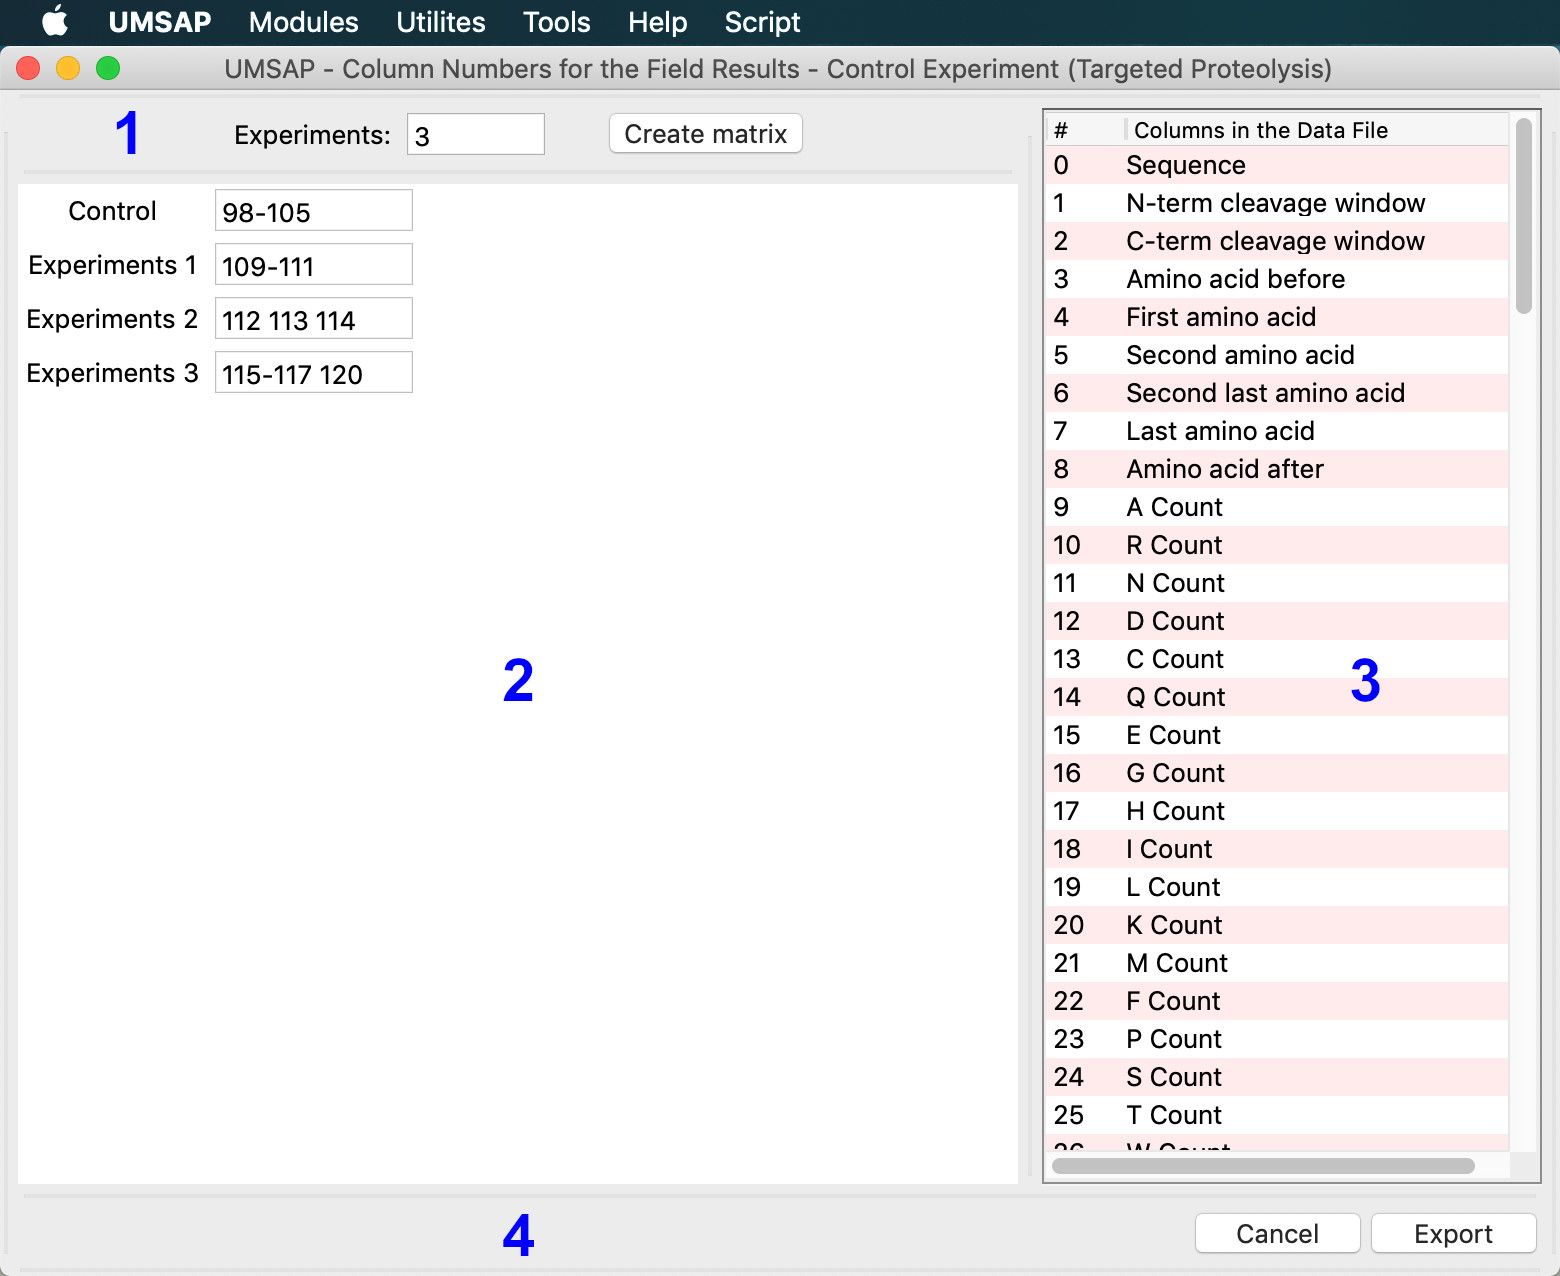 UMSAP Modules Utilites Tools Help Script
UMSAP - Column Numbers for the Field Results - Control Experiment (Targeted Proteolysis)
1 Experiments: 3 Create matrix
Control 98-105
Experiments 1 109-111
Experiments 2 112 113 114
Experiments 3 115-117 120
2
# Columns in the Data File
0 Sequence
1 N-term cleavage window
2 C-term cleavage window
3 Amino acid before
4 First amino acid
5 Second amino acid
6 Second last amino acid
7 Last amino acid
8 Amino acid after
9 A Count
10 R Count
11 N Count
12 D Count
13 C Count
14 Q Count
3
15 E Count
16 G Count
17 H Count
18 I Count
19 L Count
20 K Count
21 M Count
22 F Count
23 P Count
24 S Count
25 T Count
26 W Count
4 Cancel Export